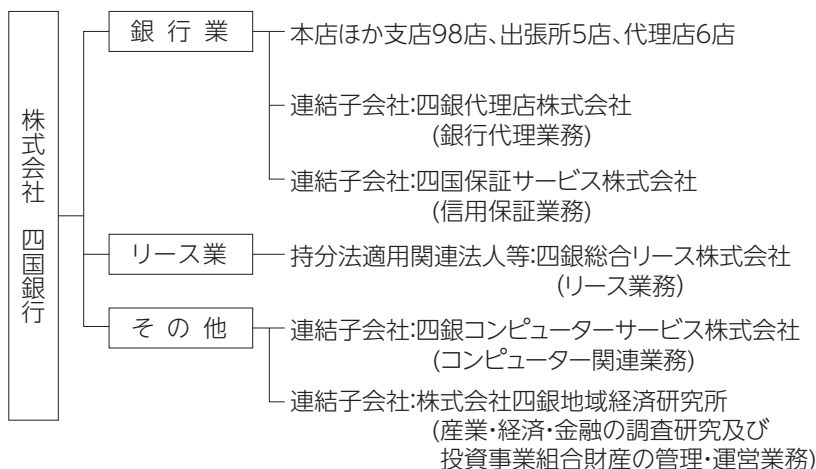 株式会社 四国銀行
銀行業
本店ほか支店98店、出張所5店、代理店6店
連結子会社:四銀代理店株式会社
(銀行代理業務)
連結子会社:四国保証サービス株式会社
(信用保証業務)
リース業
持分法適用関連法人等:四銀総合リース株式会社
(リース業務)
その他
連結子会社:四銀コンピューターサービス株式会社
(コンピューター関連業務)
連結子会社:株式会社四銀地域経済研究所
(産業・経済・金融の調査研究及び
投資事業組合財産の管理・運営業務)